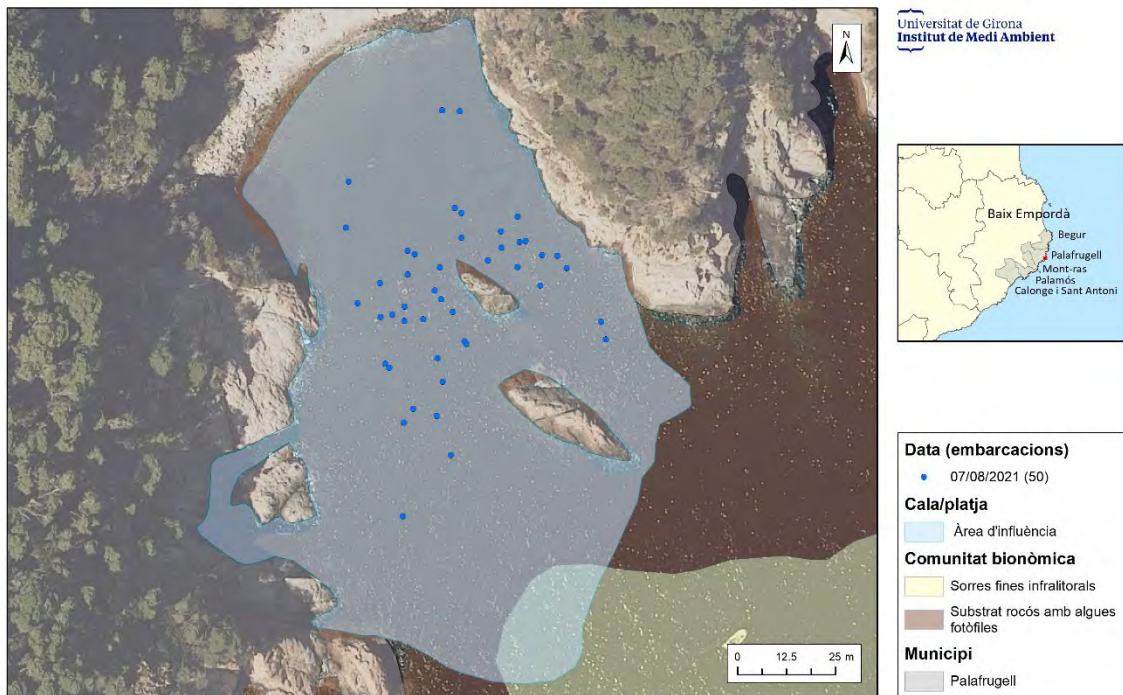 N
0 12.5 25 m
Universitat de Girona
Institut de Medi Ambient
Baix Empordà
Begur
Palafrugell
Mont-ras
Palamós
Calonge i Sant Antoni
Data (embarcacions)
07/08/2021 (50)
Cala/platja
Àrea d'influència
Comunitat bionòmica
Sorres fines infralitorals
Substrat rocós amb algues
fotòfiles
Municipi
Palafrugell